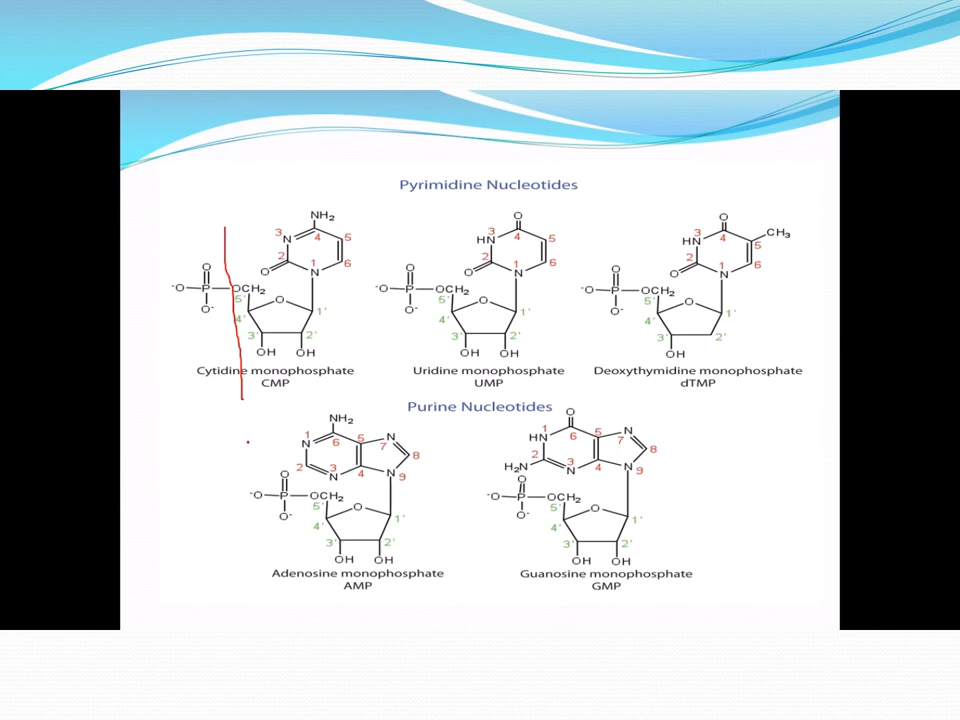 Pyrimidine Nucleotides
NH₂
3 N 4 5
2 1 6
O N
O
⁻O P OCH₂
O⁻
5' O
4' 1'
3' 2'
OH OH
Cytidine monophosphate
CMP
O
3 4 5
HN
2 1 6
O N
O
⁻O P OCH₂
O⁻
5' O
4' 1'
3' 2'
OH OH
Uridine monophosphate
UMP
O
3 4 CH₃
HN 5
2 1 6
O N
O
⁻O P OCH₂
O⁻
5' O
4' 1'
3' 2'
OH
Deoxythymidine monophosphate
dTMP
Purine Nucleotides
NH₂
1 6 5 N
N 7 8
2 3 4 N 9
N
O
⁻O P OCH₂
O⁻
5' O
4' 1'
3' 2'
OH OH
Adenosine monophosphate
AMP
O
1 6 5 N
HN 7 8
2 3 4 N 9
H₂N N
O
⁻O P OCH₂
O⁻
5' O
4' 1'
3' 2'
OH OH
Guanosine monophosphate
GMP